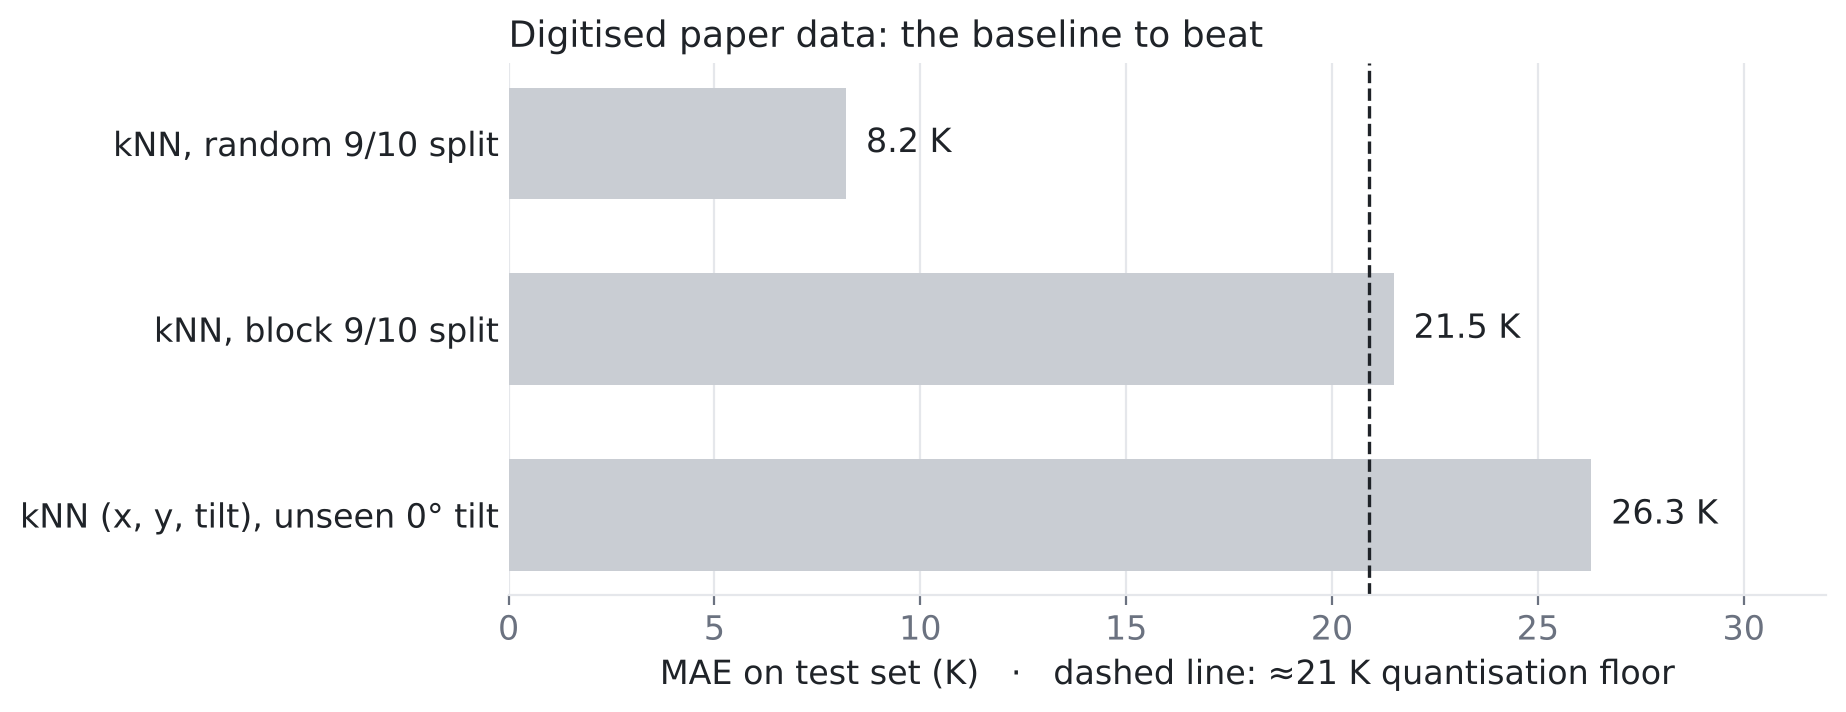 Digitised paper data: the baseline to beat
kNN, random 9/10 split
8.2 K
kNN, block 9/10 split
21.5 K
kNN (x, y, tilt), unseen 0° tilt
26.3 K
0 5 10 15 20 25 30
MAE on test set (K) · dashed line: ≈21 K quantisation floor